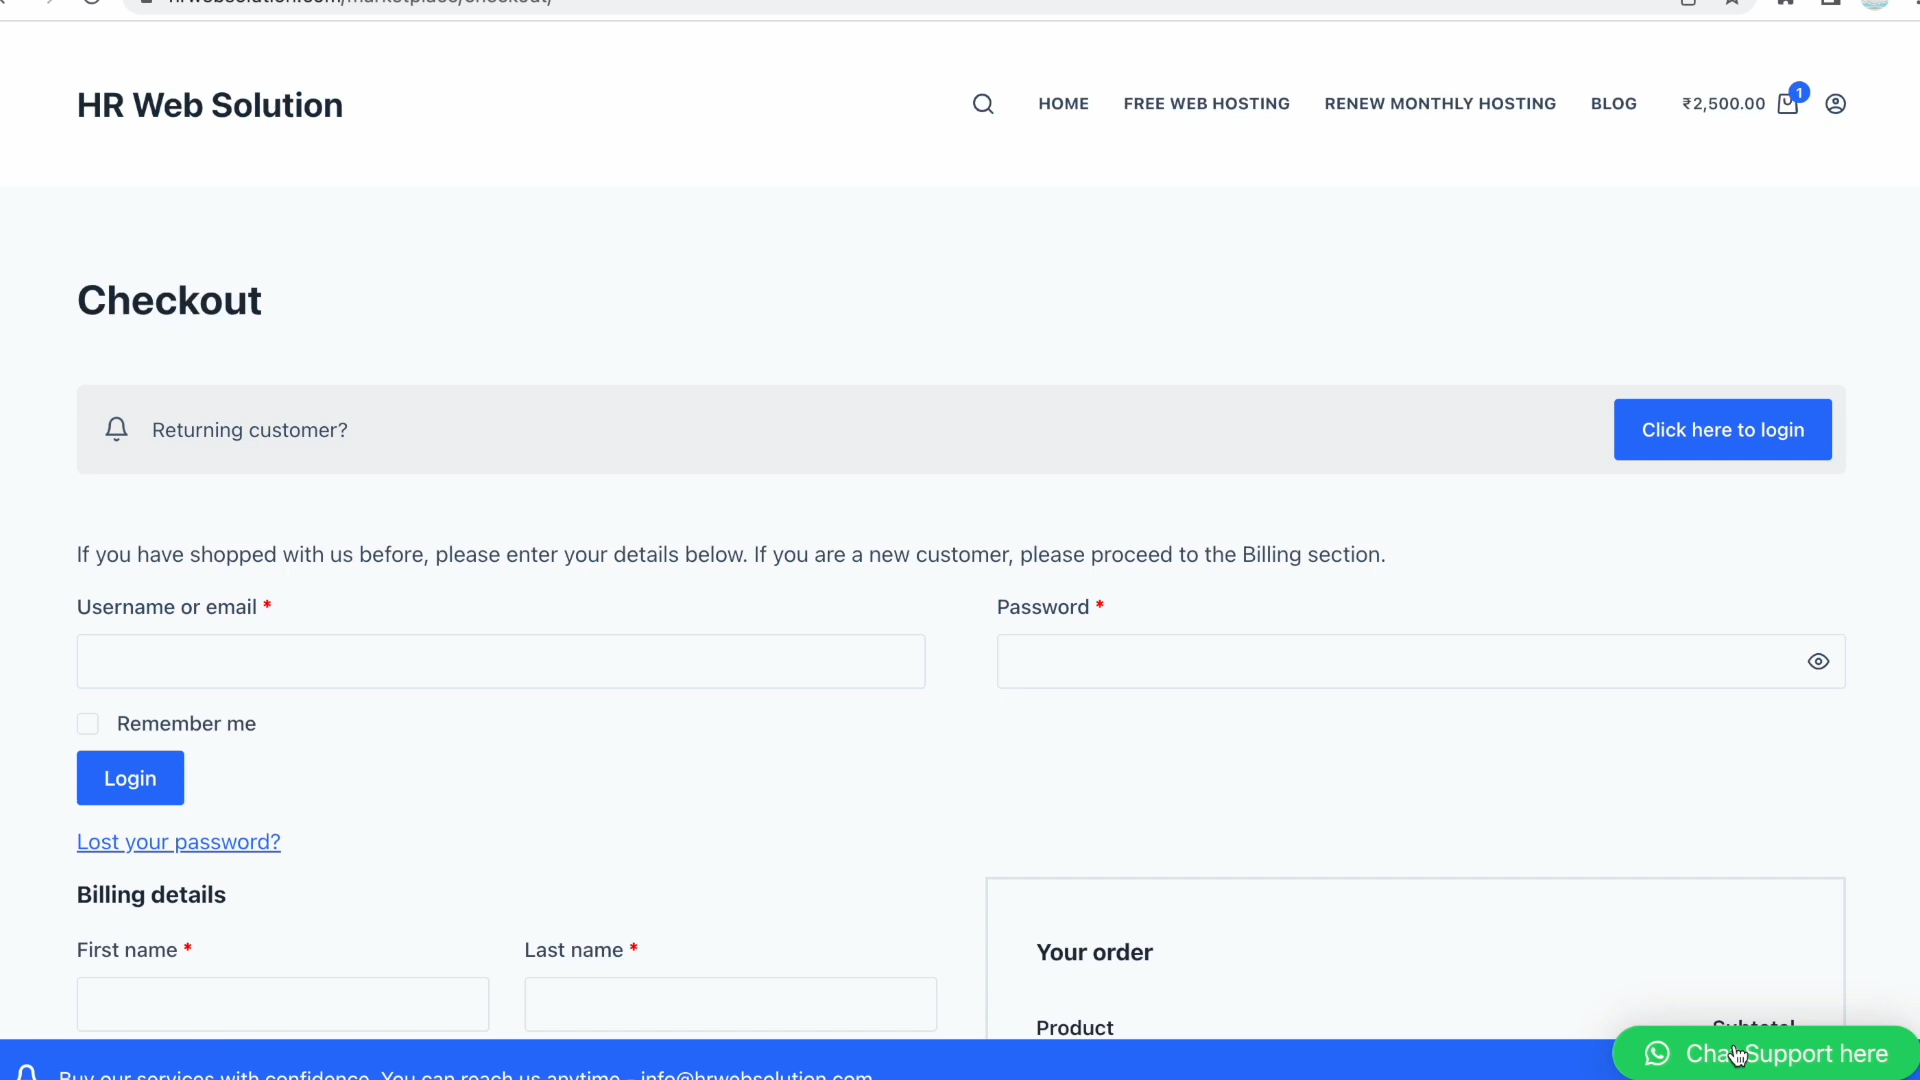 HR Web Solution
HOME FREE WEB HOSTING RENEW MONTHLY HOSTING BLOG ₹2,500.00 1
Checkout
Returning customer? Click here to login
If you have shopped with us before, please enter your details below. If you are a new customer, please proceed to the Billing section.
Username or email * Password *
Remember me
Login
Lost your password?
Billing details
First name * Last name *
Your order
Product Subtotal
Chat Support here
Buy our services with confidence. You can reach us anytime - info@hrwebsolution.com